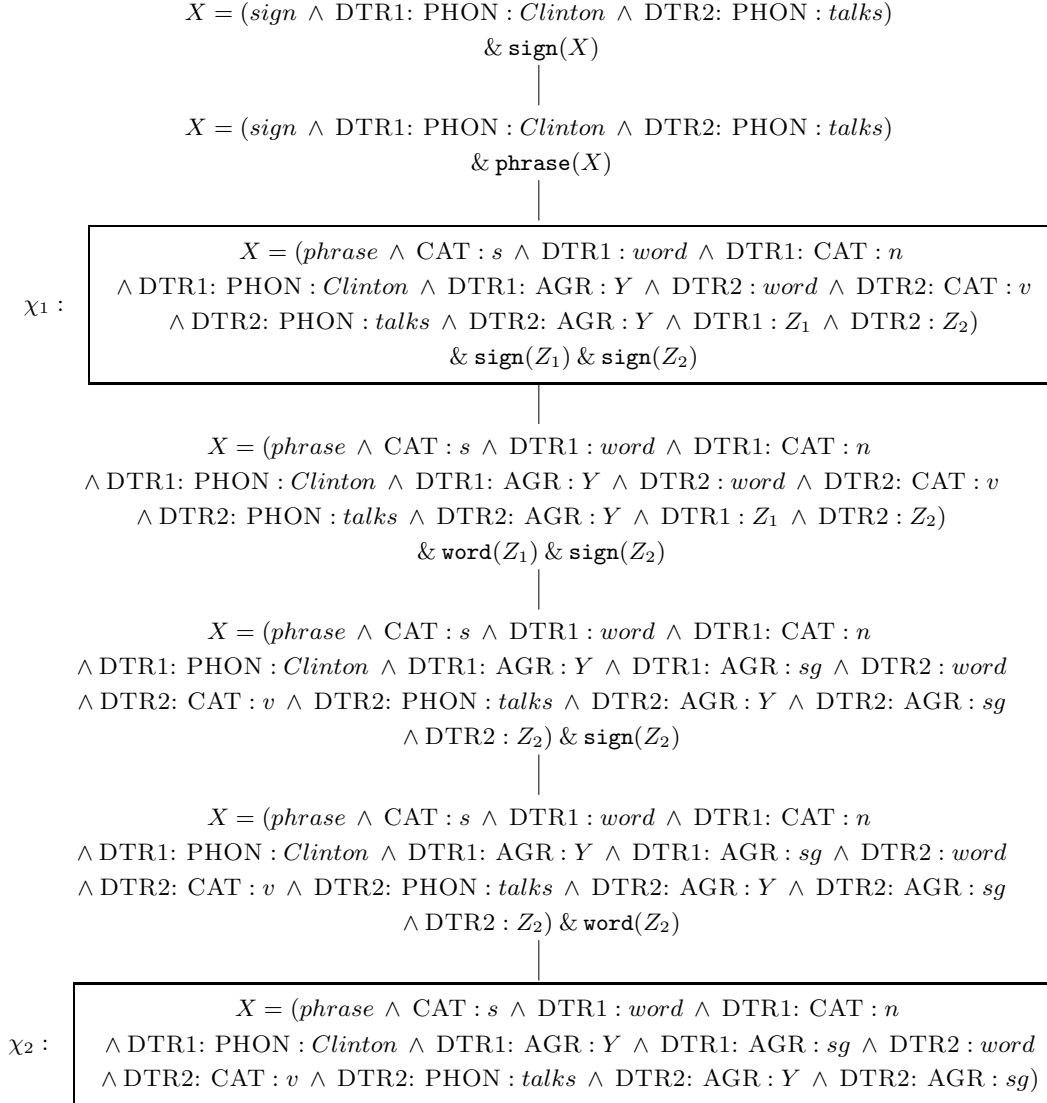 X = (sign ∧ DTR1: PHON : Clinton ∧ DTR2: PHON : talks)
& sign(X)
X = (sign ∧ DTR1: PHON : Clinton ∧ DTR2: PHON : talks)
& phrase(X)
X = (phrase ∧ CAT : s ∧ DTR1 : word ∧ DTR1: CAT : n
∧ DTR1: PHON : Clinton ∧ DTR1: AGR : Y ∧ DTR2 : word ∧ DTR2: CAT : v
χ₁ :
∧ DTR2: PHON : talks ∧ DTR2: AGR : Y ∧ DTR1 : Z₁ ∧ DTR2 : Z₂)
& sign(Z₁) & sign(Z₂)
X = (phrase ∧ CAT : s ∧ DTR1 : word ∧ DTR1: CAT : n
∧ DTR1: PHON : Clinton ∧ DTR1: AGR : Y ∧ DTR2 : word ∧ DTR2: CAT : v
∧ DTR2: PHON : talks ∧ DTR2: AGR : Y ∧ DTR1 : Z₁ ∧ DTR2 : Z₂)
& word(Z₁) & sign(Z₂)
X = (phrase ∧ CAT : s ∧ DTR1 : word ∧ DTR1: CAT : n
∧ DTR1: PHON : Clinton ∧ DTR1: AGR : Y ∧ DTR1: AGR : sg ∧ DTR2 : word
∧ DTR2: CAT : v ∧ DTR2: PHON : talks ∧ DTR2: AGR : Y ∧ DTR2: AGR : sg
∧ DTR2 : Z₂) & sign(Z₂)
X = (phrase ∧ CAT : s ∧ DTR1 : word ∧ DTR1: CAT : n
∧ DTR1: PHON : Clinton ∧ DTR1: AGR : Y ∧ DTR1: AGR : sg ∧ DTR2 : word
∧ DTR2: CAT : v ∧ DTR2: PHON : talks ∧ DTR2: AGR : Y ∧ DTR2: AGR : sg
∧ DTR2 : Z₂) & word(Z₂)
X = (phrase ∧ CAT : s ∧ DTR1 : word ∧ DTR1: CAT : n
χ₂ :
∧ DTR1: PHON : Clinton ∧ DTR1: AGR : Y ∧ DTR1: AGR : sg ∧ DTR2 : word
∧ DTR2: CAT : v ∧ DTR2: PHON : talks ∧ DTR2: AGR : Y ∧ DTR2: AGR : sg)